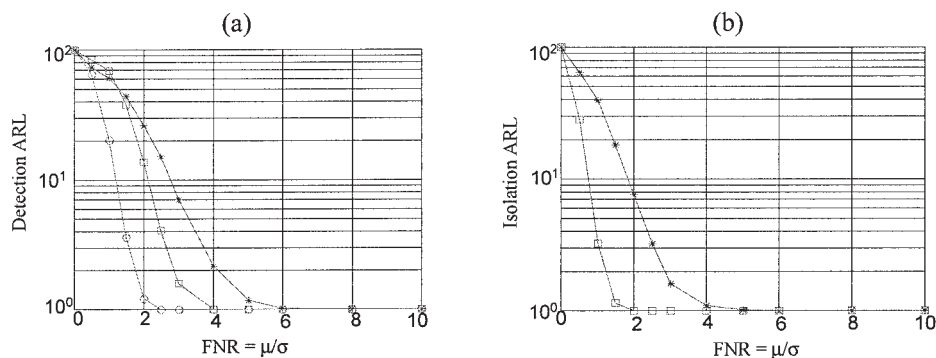 (a)
10²
Detection ARL
10¹
10⁰
0 2 4 6 8 10
FNR = μ/σ
(b)
10²
Isolation ARL
10¹
10⁰
0 2 4 6 8 10
FNR = μ/σ